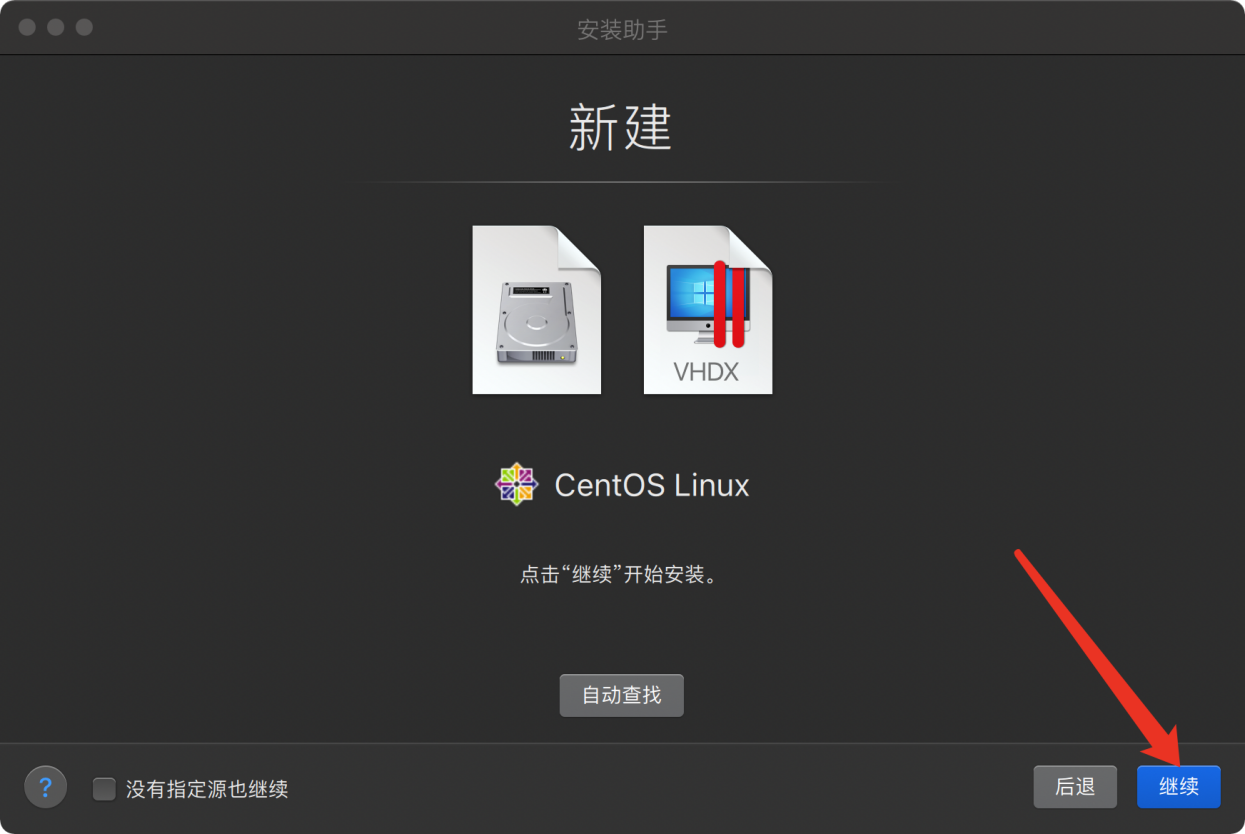 安装助手
新建
VHDX
CentOS Linux
点击“继续”开始安装。
自动查找
? 没有指定源也继续 后退 继续